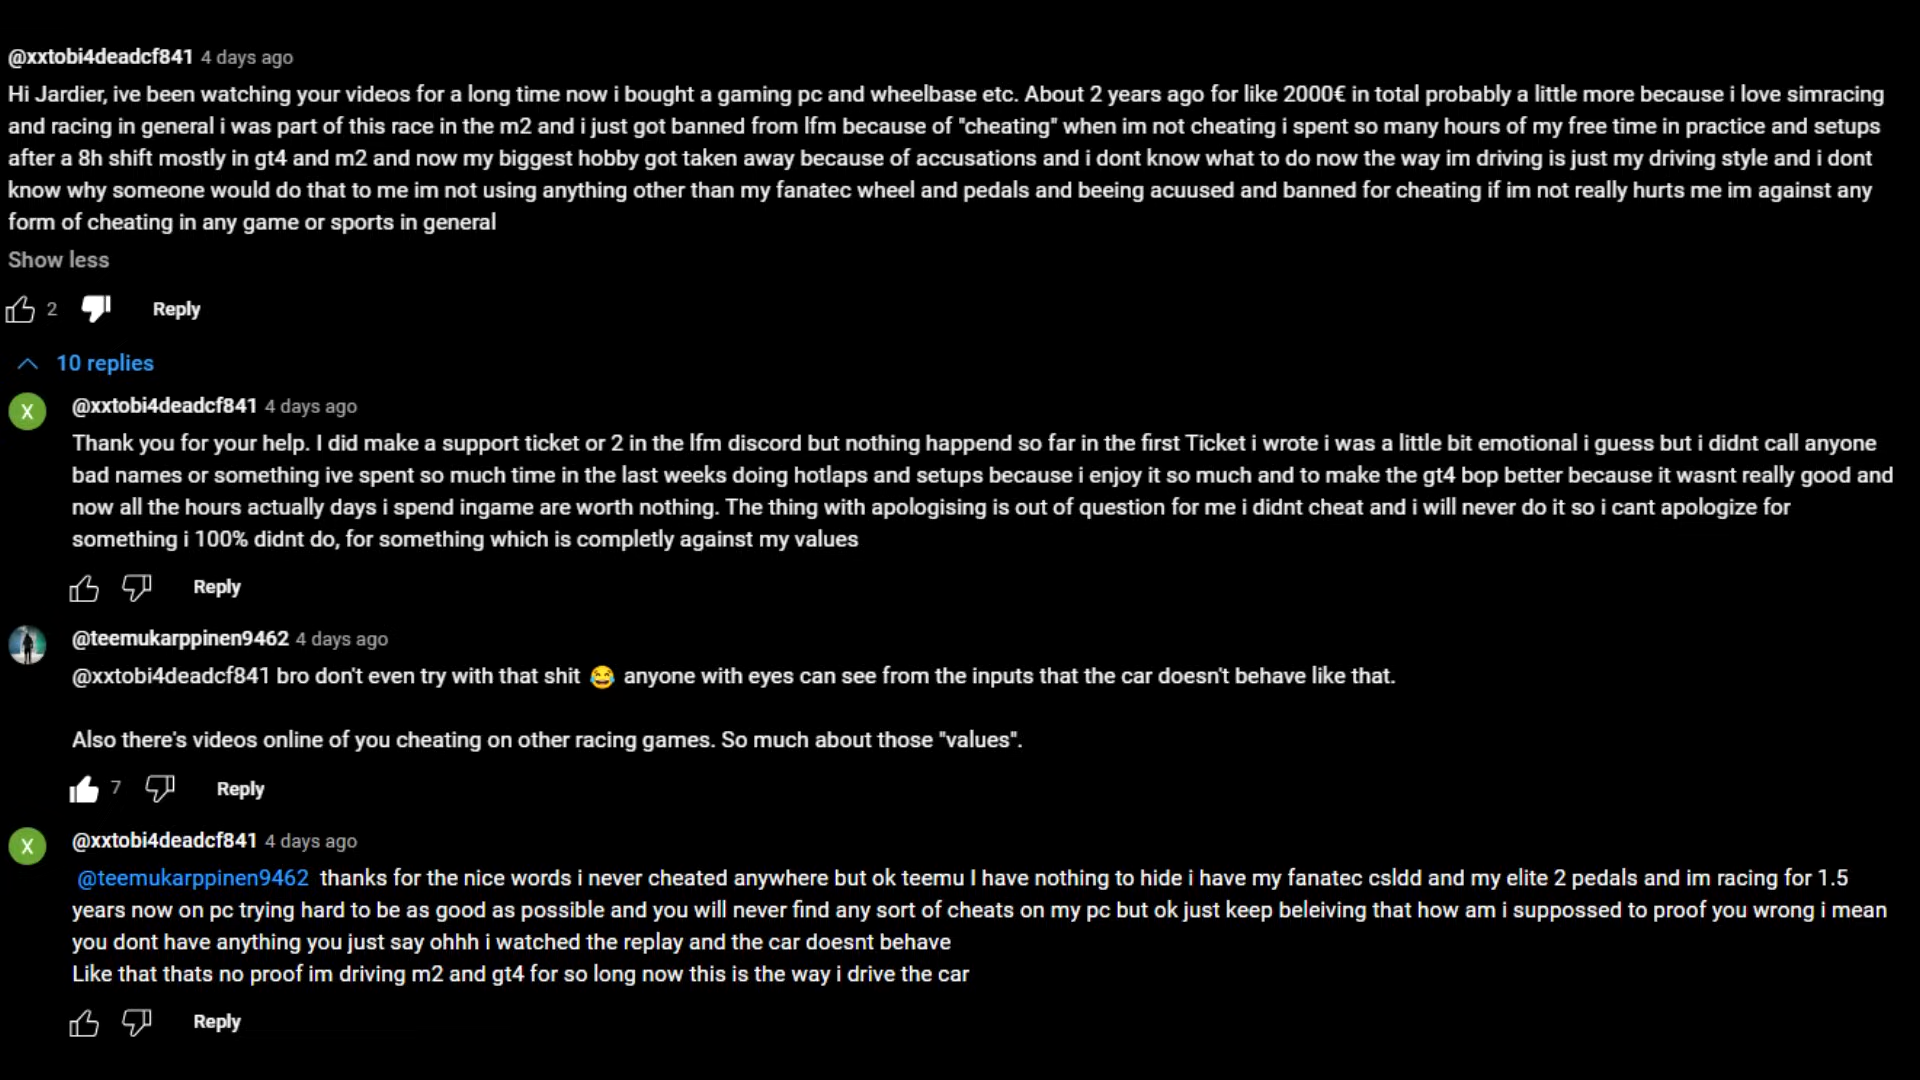 @xxtobi4deadcf841 4 days ago
Hi Jardier, ive been watching your videos for a long time now i bought a gaming pc and wheelbase etc. About 2 years ago for like 2000€ in total probably a little more because i love simracing
and racing in general i was part of this race in the m2 and i just got banned from lfm because of "cheating" when im not cheating i spent so many hours of my free time in practice and setups
after a 8h shift mostly in gt4 and m2 and now my biggest hobby got taken away because of accusations and i dont know what to do now the way im driving is just my driving style and i dont
know why someone would do that to me im not using anything other than my fanatec wheel and pedals and beeing acuused and banned for cheating if im not really hurts me im against any
form of cheating in any game or sports in general
Show less
2 Reply
10 replies
X
@xxtobi4deadcf841 4 days ago
Thank you for your help. I did make a support ticket or 2 in the lfm discord but nothing happend so far in the first Ticket i wrote i was a little bit emotional i guess but i didnt call anyone
bad names or something ive spent so much time in the last weeks doing hotlaps and setups because i enjoy it so much and to make the gt4 bop better because it wasnt really good and
now all the hours actually days i spend ingame are worth nothing. The thing with apologising is out of question for me i didnt cheat and i will never do it so i cant apologize for
something i 100% didnt do, for something which is completly against my values
Reply
@teemukarppinen9462 4 days ago
@xxtobi4deadcf841 bro don't even try with that shit 😂 anyone with eyes can see from the inputs that the car doesn't behave like that.
Also there's videos online of you cheating on other racing games. So much about those "values".
7 Reply
X
@xxtobi4deadcf841 4 days ago
@teemukarppinen9462 thanks for the nice words i never cheated anywhere but ok teemu I have nothing to hide i have my fanatec csldd and my elite 2 pedals and im racing for 1.5
years now on pc trying hard to be as good as possible and you will never find any sort of cheats on my pc but ok just keep beleiving that how am i suppossed to proof you wrong i mean
you dont have anything you just say ohhh i watched the replay and the car doesnt behave
Like that thats no proof im driving m2 and gt4 for so long now this is the way i drive the car
Reply